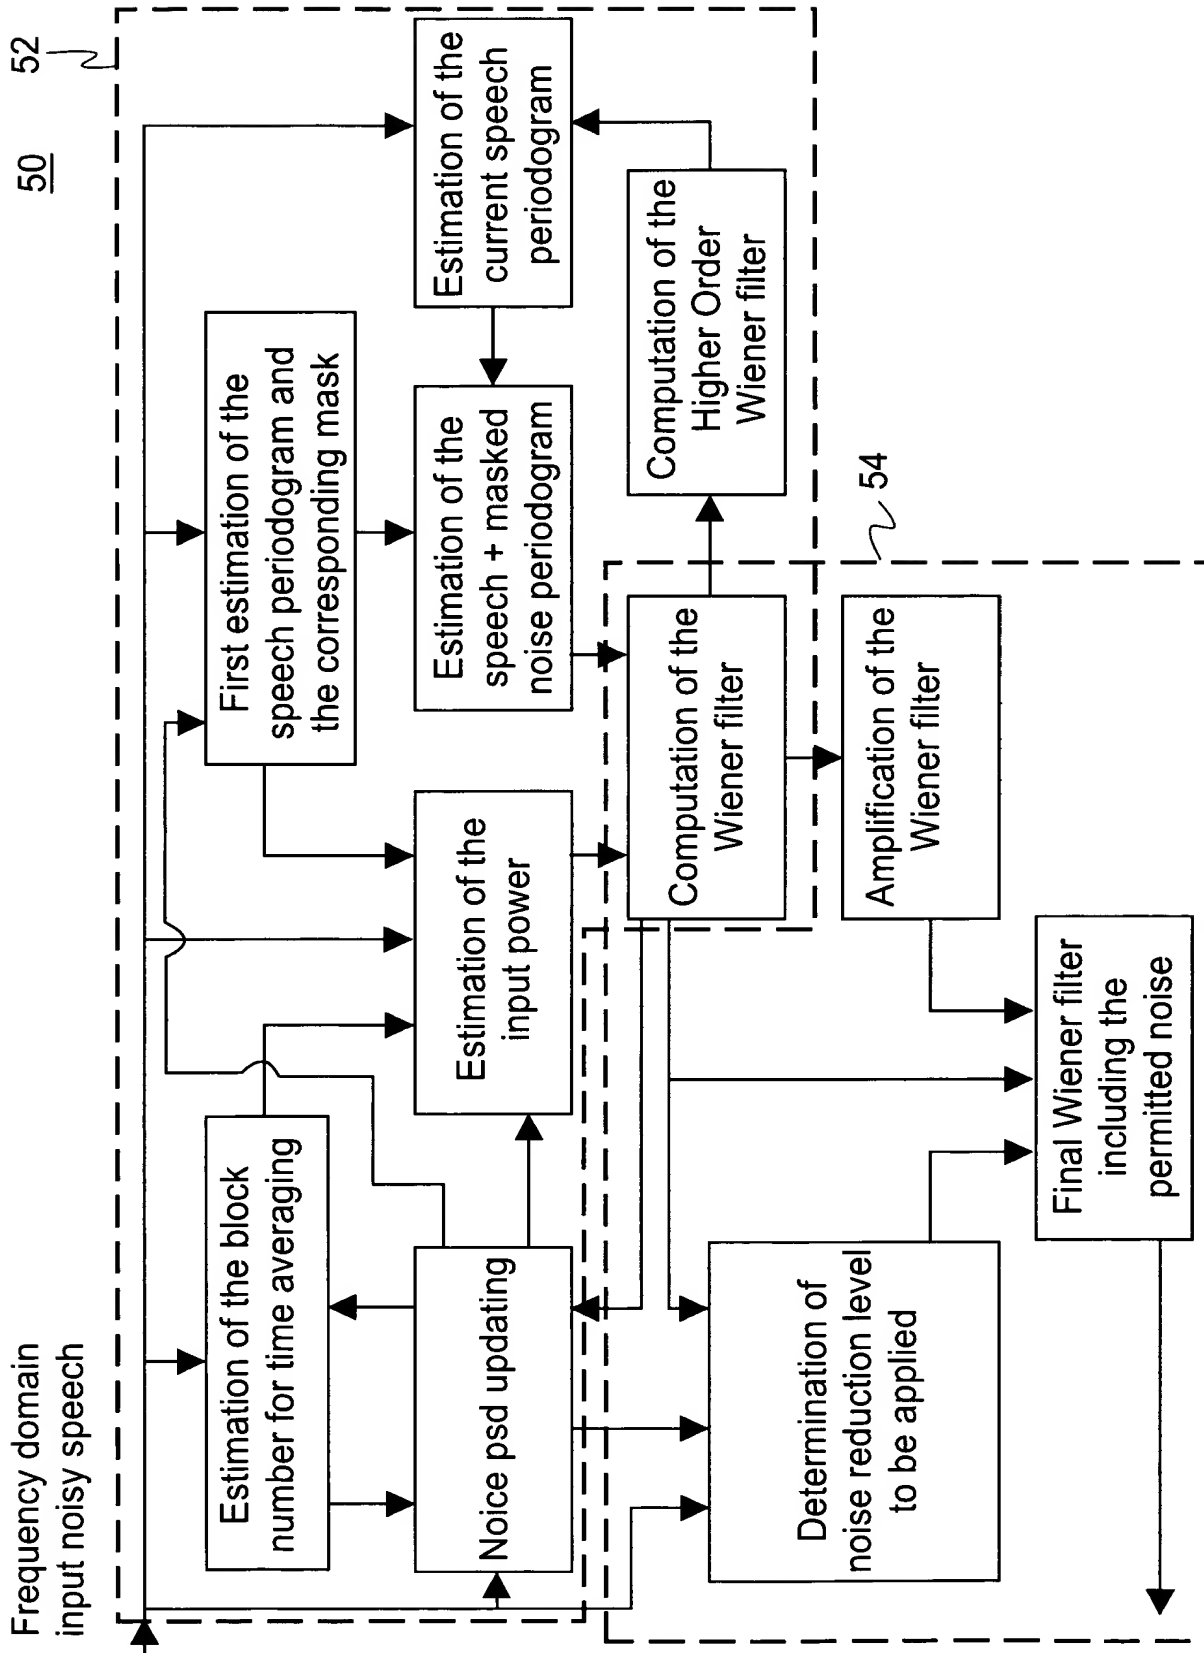 Frequency domain
input noisy speech
50
52
Estimation of the block
number for time averaging
First estimation of the
speech periodogram and
the corresponding mask
Noice psd updating
Estimation of the
input power
Estimation of the
speech + masked
noise periodogram
Estimation of the
current speech
periodogram
Computation of the
Wiener filter
Computation of the
Higher Order
Wiener filter
54
Determination of
noise reduction level
to be applied
Amplification of the
Wiener filter
Final Wiener filter
including the
permitted noise